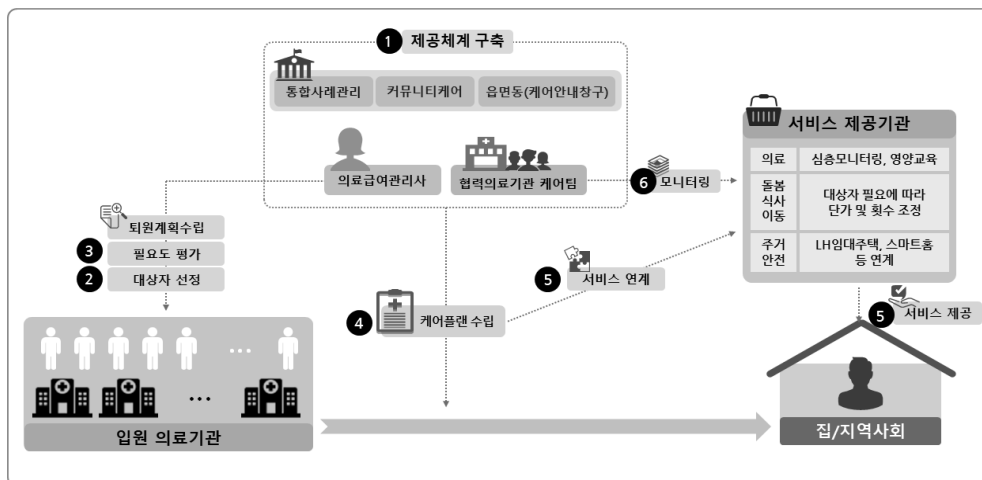 1 제공체계 구축
통합사례관리
커뮤니티케어
읍면동(케어안내창구)
의료급여관리사
협력의료기관 케어팀
퇴원계획수립
3 필요도 평가
2 대상자 선정
입원 의료기관
4 케어플랜 수립
5 서비스 연계
6 모니터링
서비스 제공기관
의료
심층모니터링, 영양교육
돌봄
식사
이동
대상자 필요에 따라
단가 및 횟수 조정
주거
안전
LH임대주택, 스마트홈
등 연계
5 서비스 제공
집/지역사회